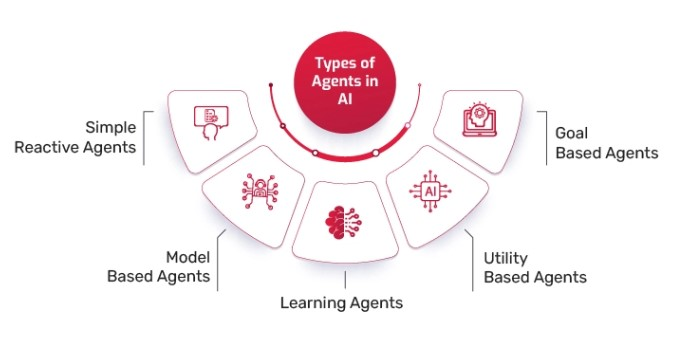 Types of
Agents in
AI
Simple
Reactive Agents
Goal
Based Agents
AI
Model
Based Agents
Utility
Based Agents
Learning Agents